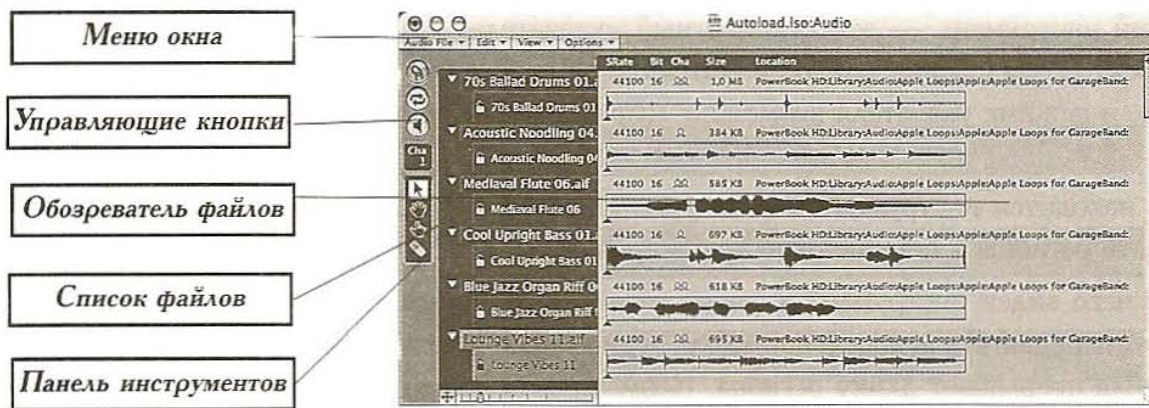 Меню окна
Управляющие кнопки
Обозреватель файлов
Список файлов
Панель инструментов
Autoload.lso:Audio
Audio File Edit View Options
SRate Bit Cha Size Location
70s Ballad Drums 01.a 44100 16 1,0 MB PowerBook HD:Library:Audio:Apple Loops:Apple:Apple Loops for GarageBand:
70s Ballad Drums 01
Acoustic Noodling 04. 44100 16 384 KB PowerBook HD:Library:Audio:Apple Loops:Apple:Apple Loops for GarageBand:
Cha
1
Acoustic Noodling 04
Mediaval Flute 06.aif 44100 16 585 KB PowerBook HD:Library:Audio:Apple Loops:Apple:Apple Loops for GarageBand:
Mediaval Flute 06
Cool Upright Bass 01.a 44100 16 697 KB PowerBook HD:Library:Audio:Apple Loops:Apple:Apple Loops for GarageBand:
Cool Upright Bass 01
Blue Jazz Organ Riff 0 44100 16 618 KB PowerBook HD:Library:Audio:Apple Loops:Apple:Apple Loops for GarageBand:
Blue Jazz Organ Riff
Lounge Vibes 11.aif 44100 16 695 KB PowerBook HD:Library:Audio:Apple Loops:Apple:Apple Loops for GarageBand:
Lounge Vibes 11